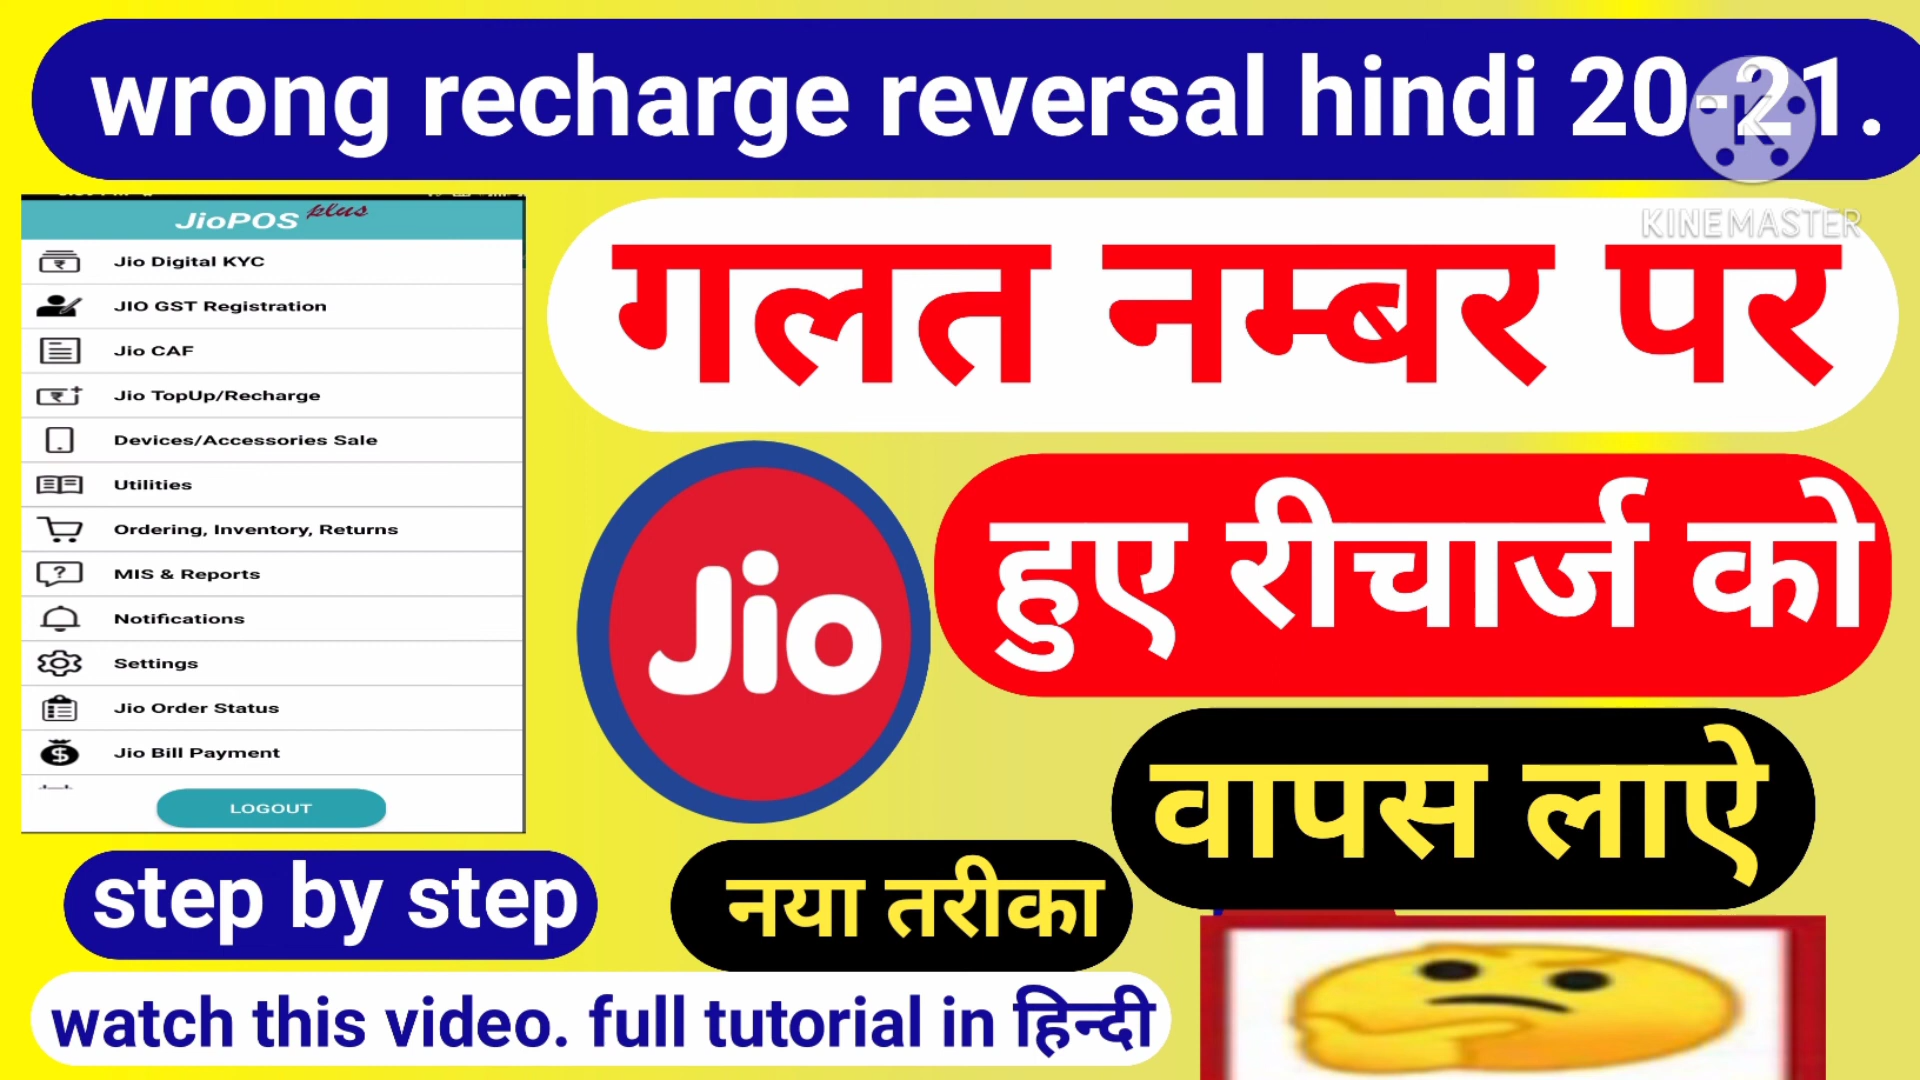 wrong recharge reversal hindi 20-21.
KINEMASTER
JioPOS plus
Jio Digital KYC
JIO GST Registration
Jio CAF
Jio TopUp/Recharge
Devices/Accessories Sale
Utilities
Ordering, Inventory, Returns
MIS & Reports
Notifications
Settings
Jio Order Status
Jio Bill Payment
LOGOUT
गलत नम्बर पर
Jio
हुए रीचार्ज को
वापस लाऐ
step by step
नया तरीका
watch this video. full tutorial in हिन्दी